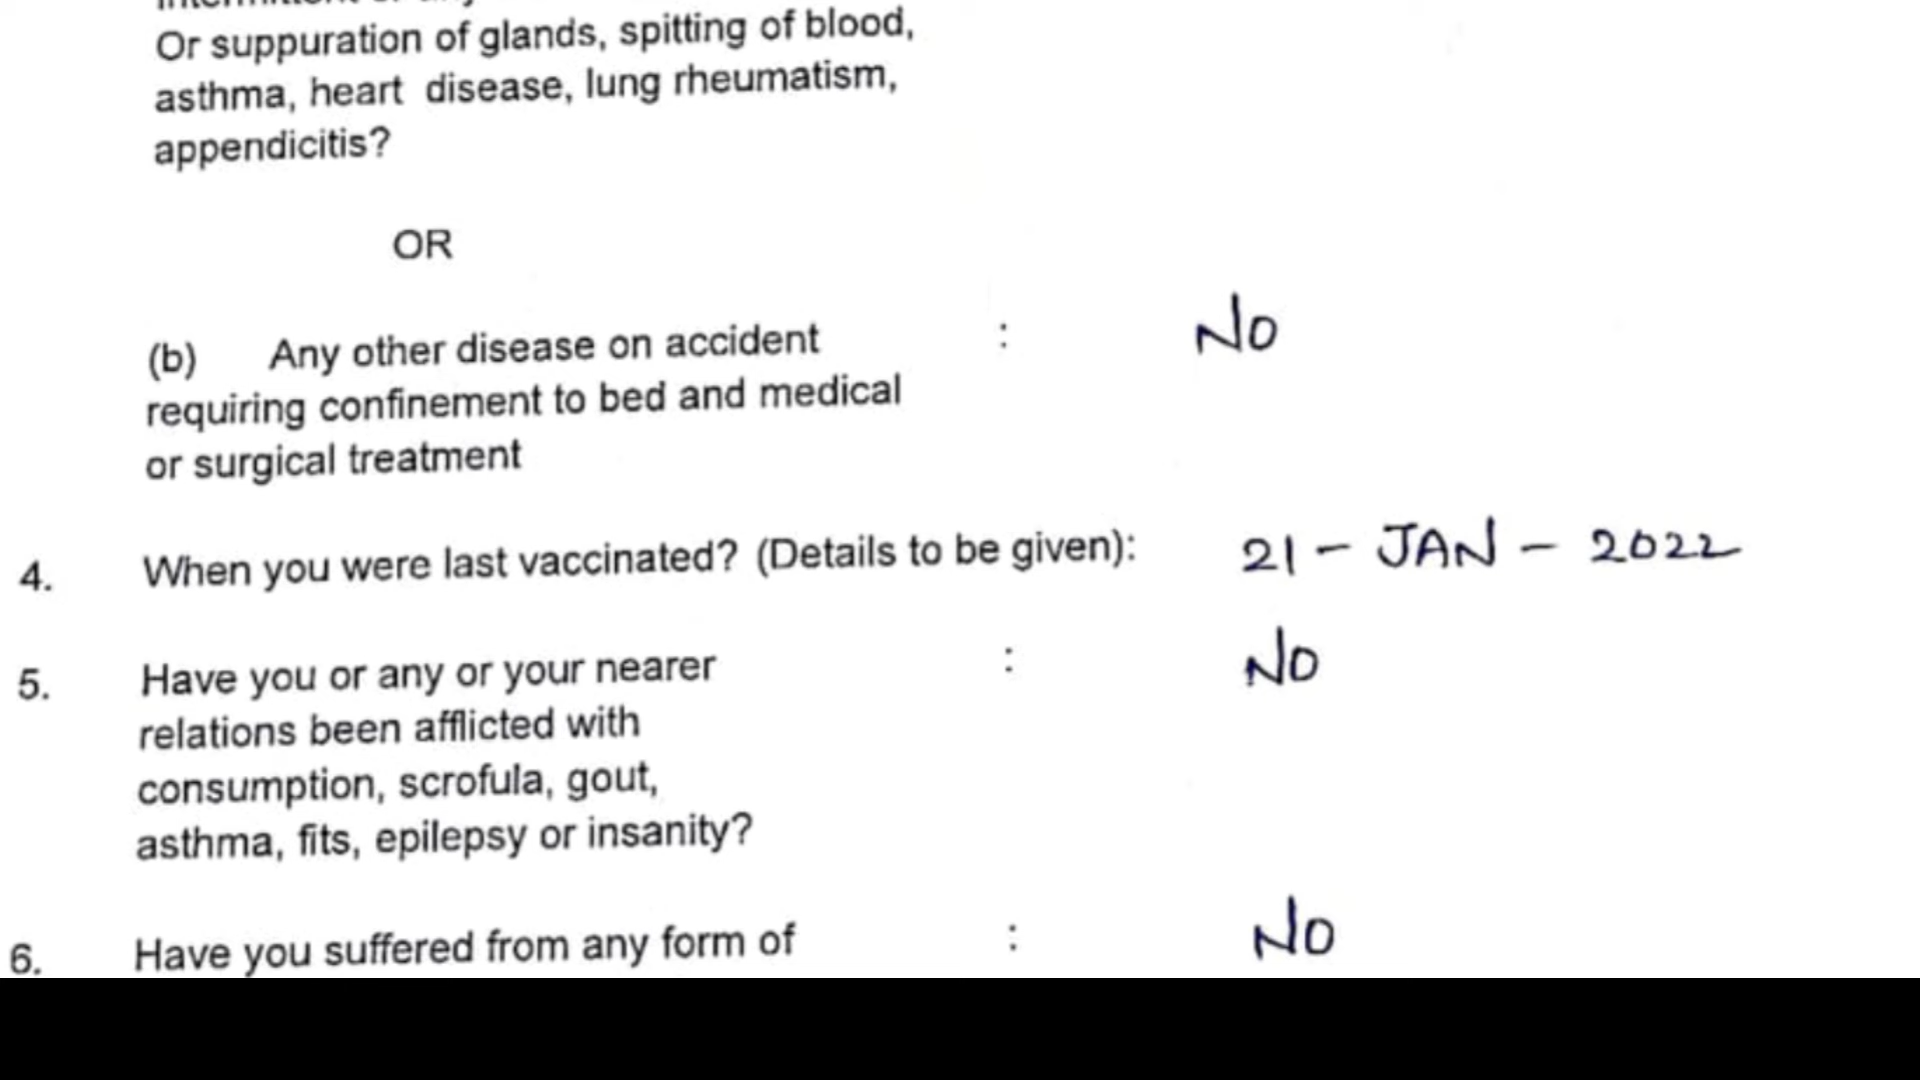 Or suppuration of glands, spitting of blood,
asthma, heart disease, lung rheumatism,
appendicitis?
OR
(b) Any other disease on accident : No
requiring confinement to bed and medical
or surgical treatment
4. When you were last vaccinated? (Details to be given): 21 - JAN - 2022
5. Have you or any or your nearer : No
relations been afflicted with
consumption, scrofula, gout,
asthma, fits, epilepsy or insanity?
6. Have you suffered from any form of : No